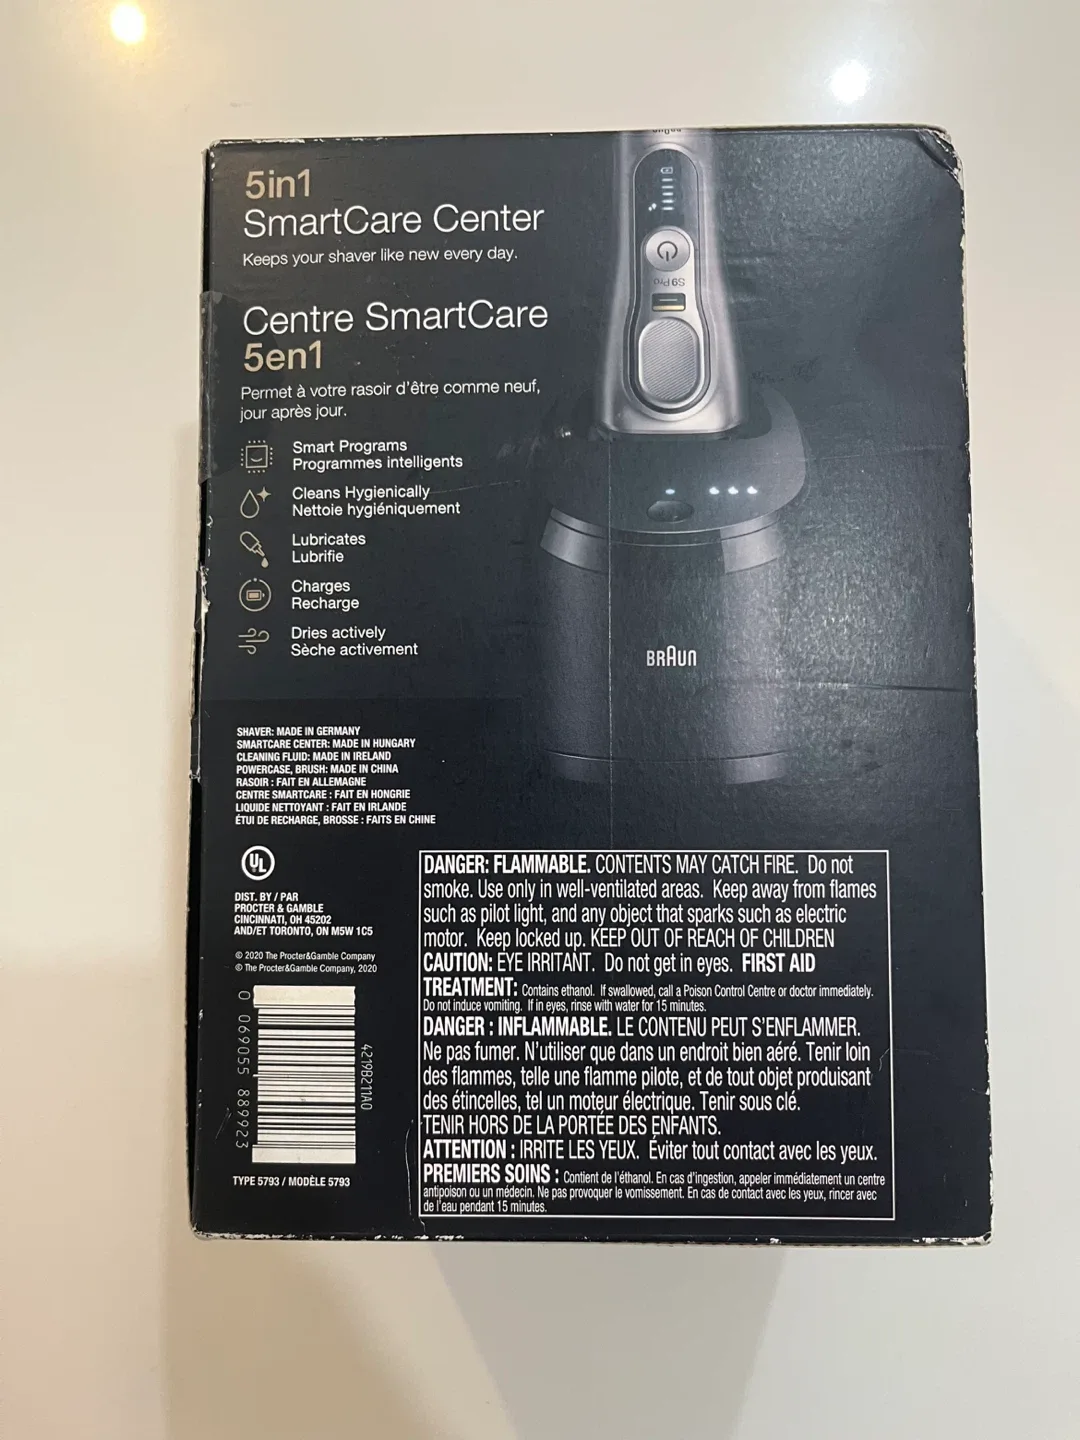 5in1
SmartCare Center
Keeps your shaver like new every day.
Centre SmartCare
5en1
Permet à votre rasoir d'être comme neuf,
jour après jour.
Smart Programs
Programmes intelligents
Cleans Hygienically
Nettoie hygiéniquement
Lubricates
Lubrifie
Charges
Recharge
Dries actively
Sèche activement
BRAUN
S9 Pro
BRAUN
SHAVER: MADE IN GERMANY
SMARTCARE CENTER: MADE IN HUNGARY
CLEANING FLUID: MADE IN IRELAND
POWERCASE, BRUSH: MADE IN CHINA
RASOIR : FAIT EN ALLEMAGNE
CENTRE SMARTCARE : FAIT EN HONGRIE
LIQUIDE NETTOYANT : FAIT EN IRLANDE
ÉTUI DE RECHARGE, BROSSE : FAITS EN CHINE
UL
DIST. BY / PAR
PROCTER & GAMBLE
CINCINNATI, OH 45202
AND/ET TORONTO, ON M5W 1C5
© 2020 The Procter&Gamble Company
© The Procter&Gamble Company, 2020
0 069055 889923
4219B211A0
TYPE 5793 / MODÈLE 5793
DANGER: FLAMMABLE. CONTENTS MAY CATCH FIRE. Do not
smoke. Use only in well-ventilated areas. Keep away from flames
such as pilot light, and any object that sparks such as electric
motor. Keep locked up. KEEP OUT OF REACH OF CHILDREN
CAUTION: EYE IRRITANT. Do not get in eyes. FIRST AID
TREATMENT: Contains ethanol. If swallowed, call a Poison Control Centre or doctor immediately.
Do not induce vomiting. If in eyes, rinse with water for 15 minutes.
DANGER : INFLAMMABLE. LE CONTENU PEUT S'ENFLAMMER.
Ne pas fumer. N'utiliser que dans un endroit bien aéré. Tenir loin
des flammes, telle une flamme pilote, et de tout objet produisant
des étincelles, tel un moteur électrique. Tenir sous clé.
TENIR HORS DE LA PORTÉE DES ENFANTS.
ATTENTION : IRRITE LES YEUX. Éviter tout contact avec les yeux.
PREMIERS SOINS : Contient de l'éthanol. En cas d'ingestion, appeler immédiatement un centre
antipoison ou un médecin. Ne pas provoquer le vomissement. En cas de contact avec les yeux, rincer avec
de l'eau pendant 15 minutes.